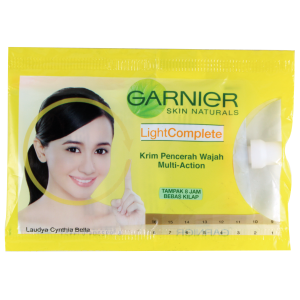 GARNIER
SKIN NATURALS
LightComplete
Krim Pencerah Wajah
Multi-Action
TAMPAK 8 JAM
BEBAS KILAP
Laudya Cynthia Bella